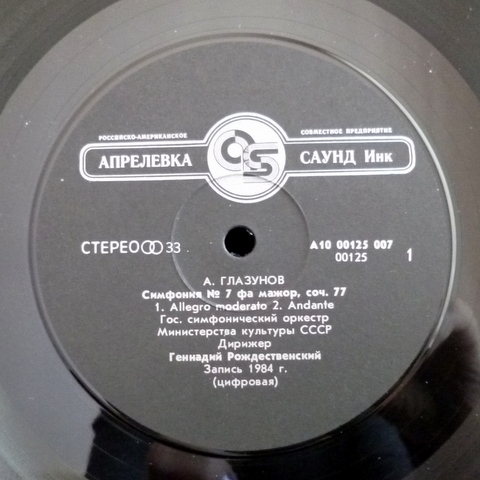 РОССИЙСКО-АМЕРИКАНСКОЕ СОВМЕСТНОЕ ПРЕДПРИЯТИЕ
АПРЕЛЕВКА САУНД Инк
СТЕРЕО 33
А10 00125 007
00125 1
А. ГЛАЗУНОВ
Симфония № 7 фа мажор, соч. 77
1. Allegro moderato 2. Andante
Гос. симфонический оркестр
Министерства культуры СССР
Дирижер
Геннадий Рождественский
Запись 1984 г.
(цифровая)